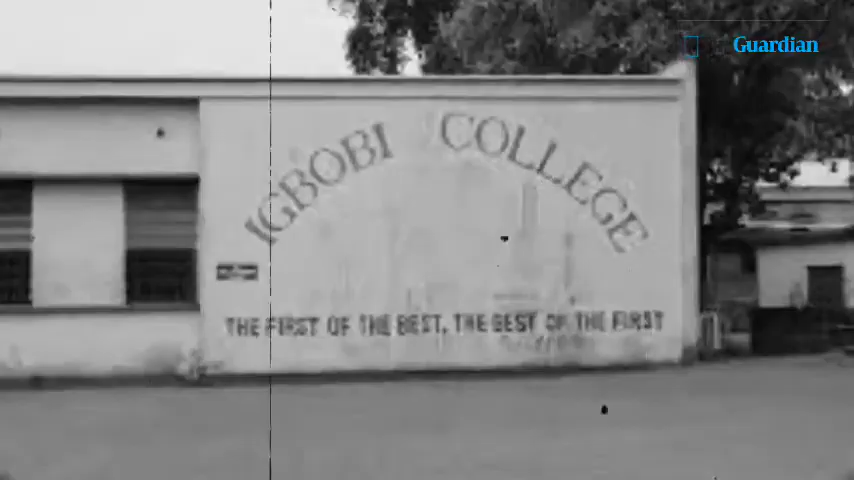 Guardian
IGBOBI COLLEGE
THE FIRST OF THE BEST, THE BEST OF THE FIRST